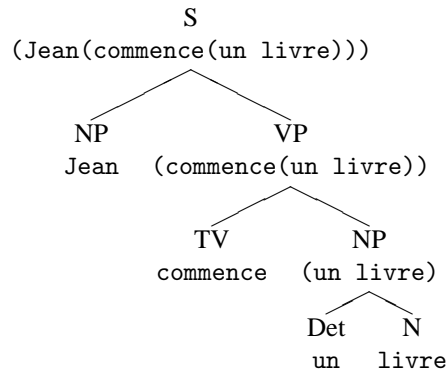 S
(Jean(commence(un livre)))
NP VP
Jean (commence(un livre))
TV NP
commence (un livre)
Det N
un livre